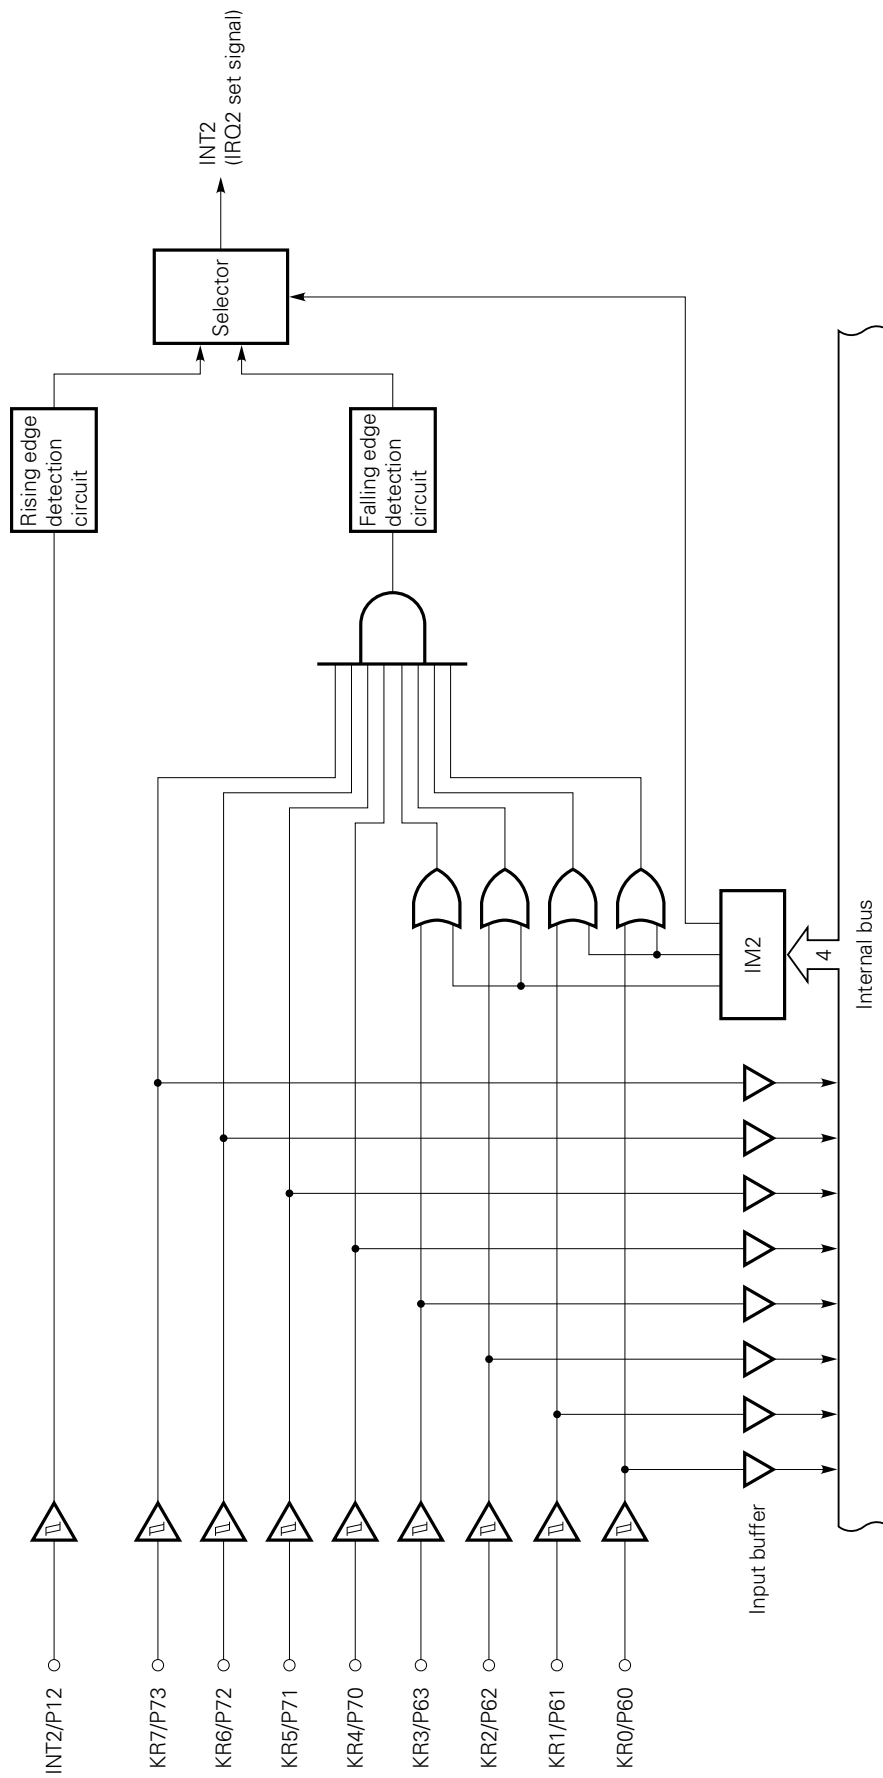 INT2/P12
KR7/P73
KR6/P72
KR5/P71
KR4/P70
KR3/P63
KR2/P62
KR1/P61
KR0/P60
Input buffer
Rising edge
detection
circuit
Falling edge
detection
circuit
Selector
INT2
(IRQ2 set signal)
IM2
4
Internal bus